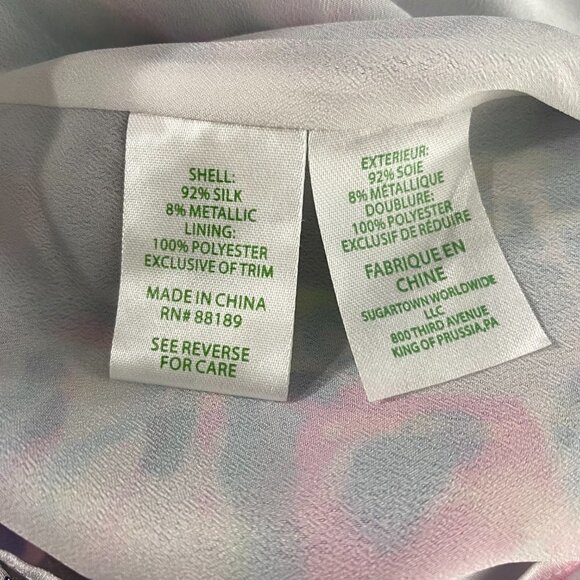 SHELL:
92% SILK
8% METALLIC
LINING:
100% POLYESTER
EXCLUSIVE OF TRIM
MADE IN CHINA
RN# 88189
SEE REVERSE
FOR CARE
EXTERIEUR:
92% SOIE
8% MÉTALLIQUE
DOUBLURE:
100% POLYESTER
EXCLUSIF DE RÉDUIRE
FABRIQUE EN
CHINE
SUGARTOWN WORLDWIDE
LLC
800 THIRD AVENUE
KING OF PRUSSIA,PA